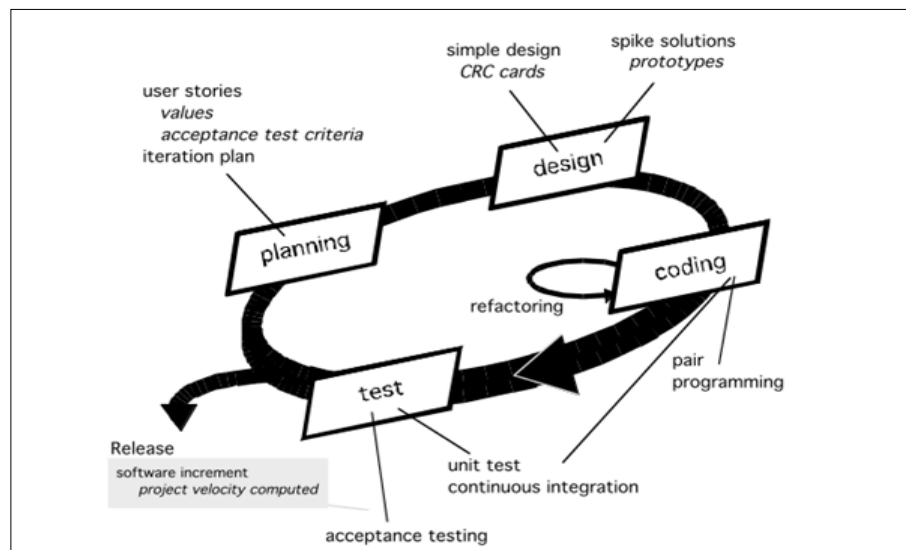 simple design
CRC cards
spike solutions
prototypes
user stories
values
acceptance test criteria
iteration plan
design
planning
coding
refactoring
pair
programming
test
Release
software increment
project velocity computed
unit test
continuous integration
acceptance testing